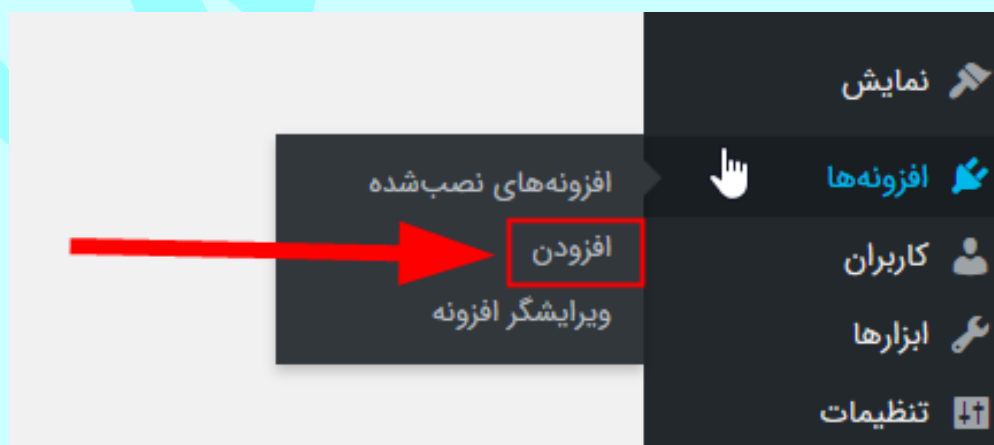 نمایش
افزونه‌ها
افزونه‌های نصب‌شده
افزودن
ویرایشگر افزونه
کاربران
ابزارها
تنظیمات